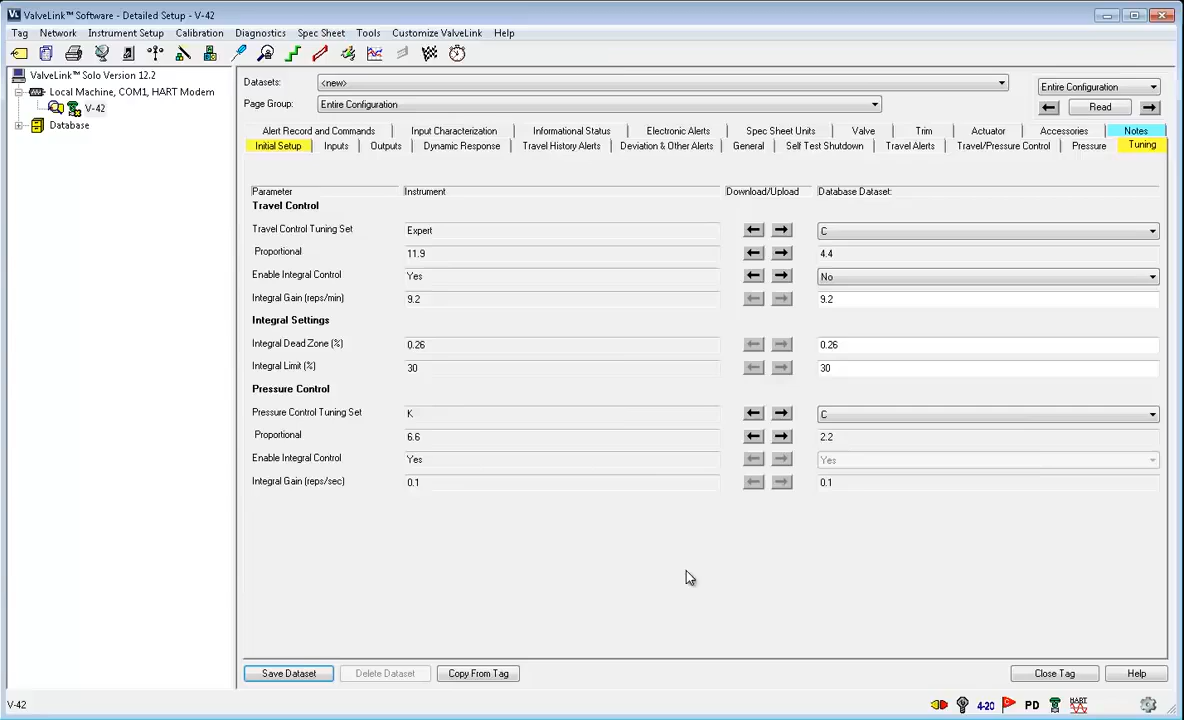 ValveLink™ Software - Detailed Setup - V-42
Tag Network Instrument Setup Calibration Diagnostics Spec Sheet Tools Customize ValveLink Help
ValveLink™ Solo Version 12.2
Local Machine, COM1, HART Modem
V-42
Database
Datasets: <new>
Entire Configuration
Page Group: Entire Configuration
Read
Alert Record and Commands Input Characterization Informational Status Electronic Alerts Spec Sheet Units Valve Trim Actuator Accessories Notes
Initial Setup Inputs Outputs Dynamic Response Travel History Alerts Deviation & Other Alerts General Self Test Shutdown Travel Alerts Travel/Pressure Control Pressure Tuning
Parameter Instrument Download/Upload Database Dataset:
Travel Control
Travel Control Tuning Set Expert C
Proportional 11.9 4.4
Enable Integral Control Yes No
Integral Gain (reps/min) 9.2 9.2
Integral Settings
Integral Dead Zone (%) 0.26 0.26
Integral Limit (%) 30 30
Pressure Control
Pressure Control Tuning Set K C
Proportional 6.6 2.2
Enable Integral Control Yes Yes
Integral Gain (reps/sec) 0.1 0.1
Save Dataset Delete Dataset Copy From Tag Close Tag Help
V-42 4-20 PD HART